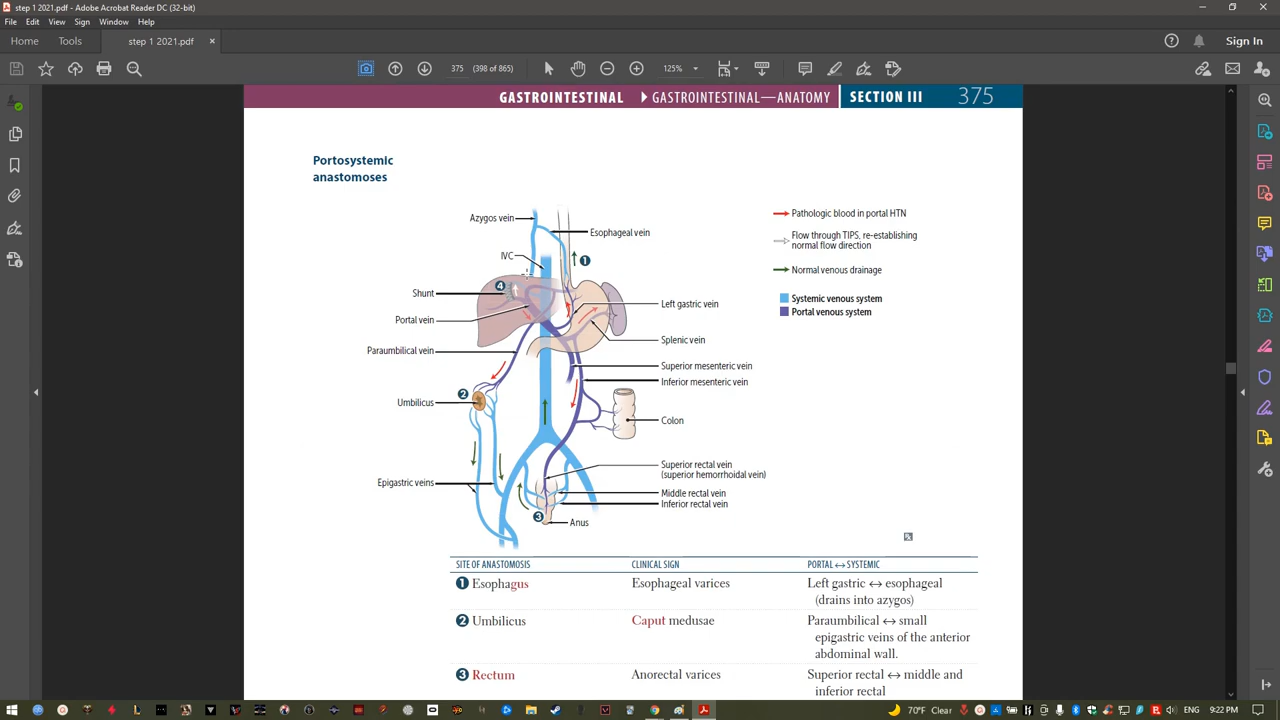 step 1 2021.pdf - Adobe Acrobat Reader DC (32-bit)
File Edit View Sign Window Help
Home Tools step 1 2021.pdf × Sign In
375 (398 of 865) 125%
GASTROINTESTINAL GASTROINTESTINAL—ANATOMY SECTION III 375
Portosystemic
anastomoses
Azygos vein
Esophageal vein
IVC
1
4
Shunt
Left gastric vein
Portal vein
Splenic vein
Paraumbilical vein
Superior mesenteric vein
Inferior mesenteric vein
2
Umbilicus
Colon
Superior rectal vein
(superior hemorrhoidal vein)
Epigastric veins
Middle rectal vein
Inferior rectal vein
3
Anus
Pathologic blood in portal HTN
Flow through TIPS, re-establishing
normal flow direction
Normal venous drainage
Systemic venous system
Portal venous system
SITE OF ANASTOMOSIS CLINICAL SIGN PORTAL ↔ SYSTEMIC
1 Esophagus Esophageal varices Left gastric ↔ esophageal
(drains into azygos)
2 Umbilicus Caput medusae Paraumbilical ↔ small
epigastric veins of the anterior
abdominal wall.
3 Rectum Anorectal varices Superior rectal ↔ middle and
inferior rectal
70°F Clear ENG 9:22 PM